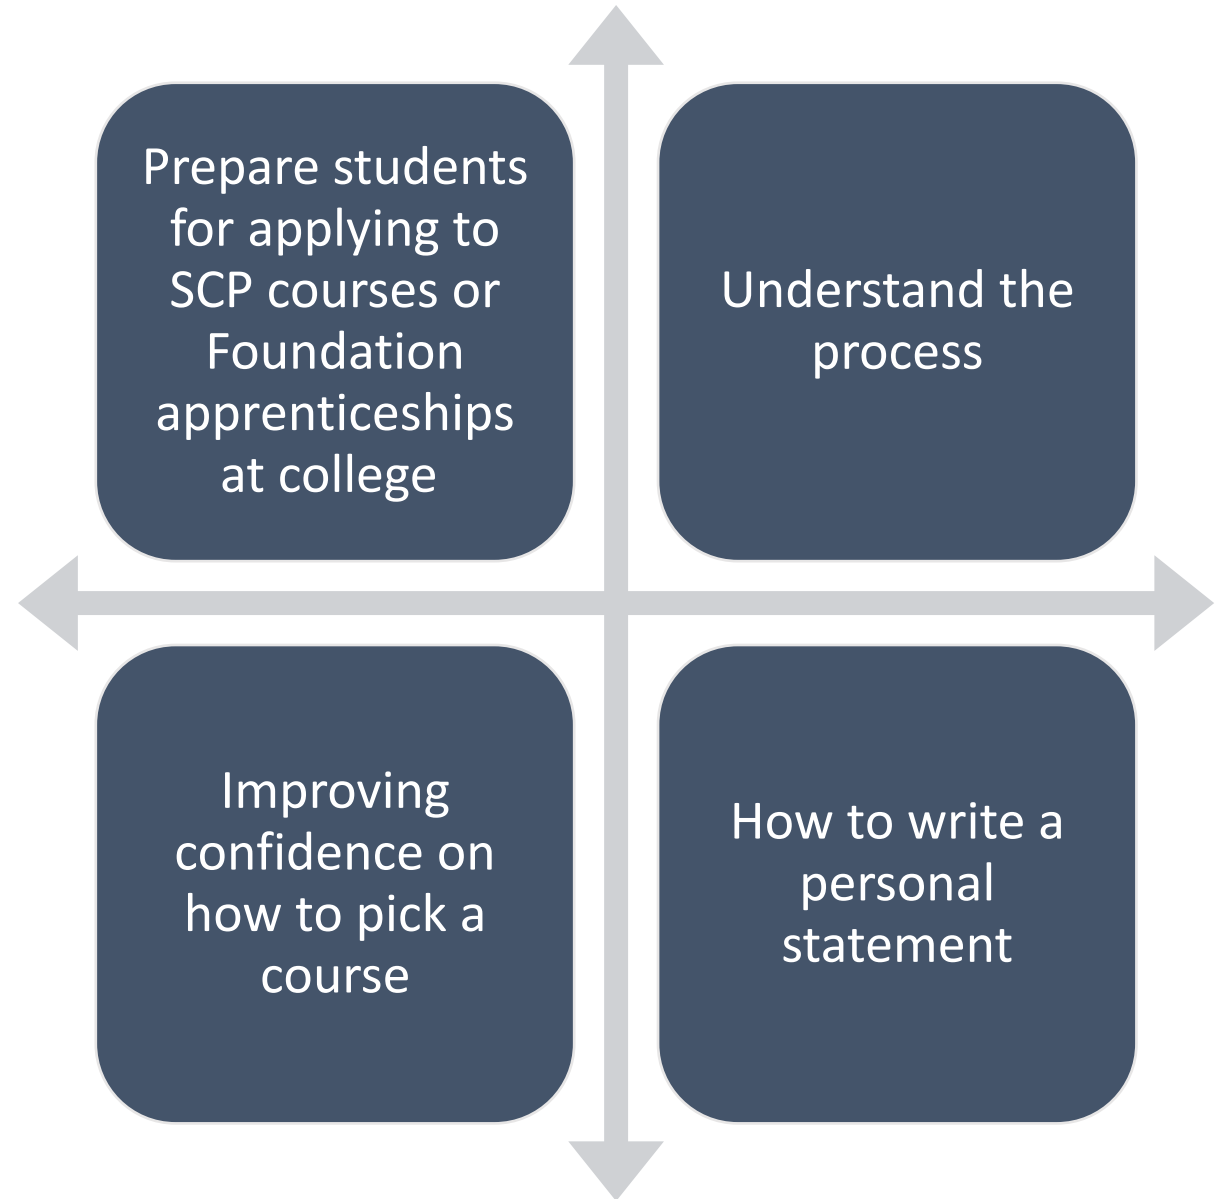 Prepare students
for applying to
SCP courses or
Foundation
apprenticeships
at college
Understand the
process
Improving
confidence on
how to pick a
course
How to write a
personal
statement